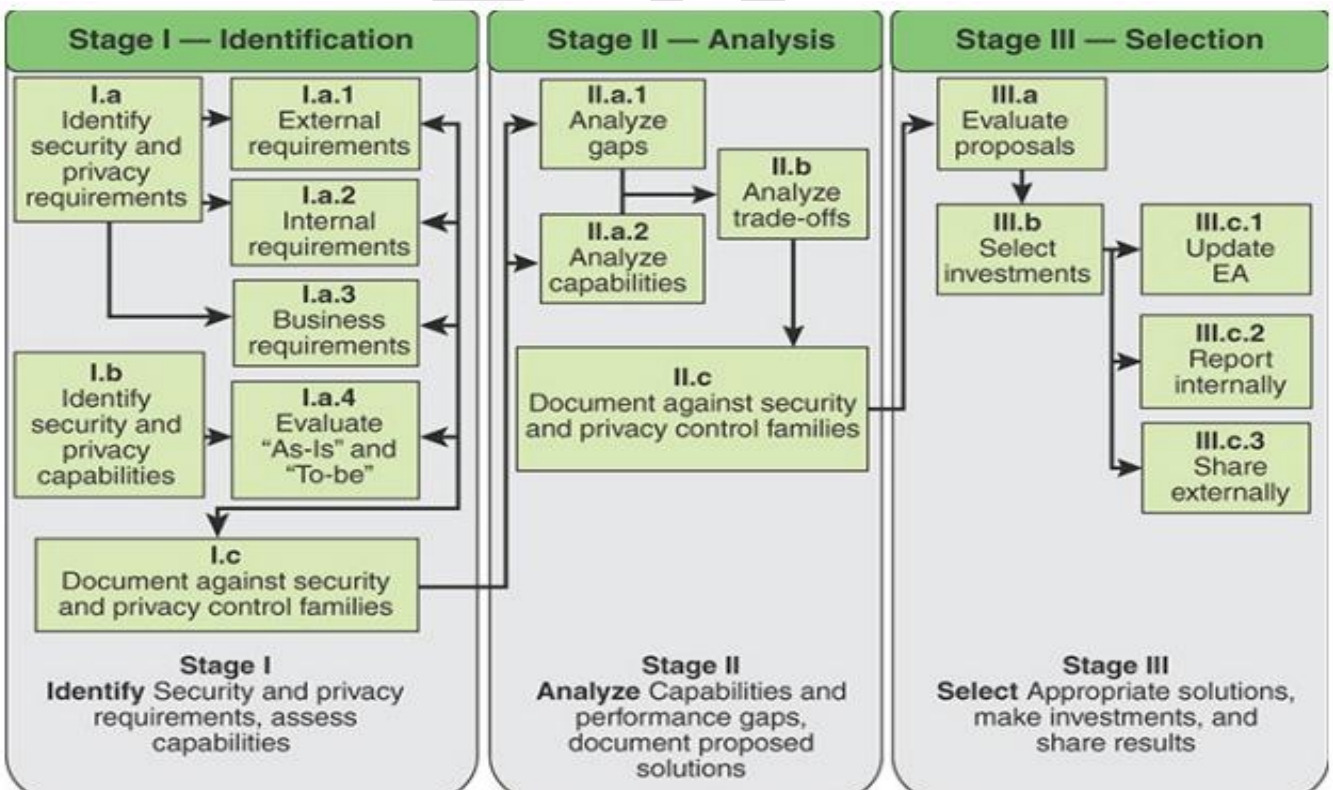 Stage I — Identification
I.a
Identify
security and
privacy
requirements
I.a.1
External
requirements
I.a.2
Internal
requirements
I.a.3
Business
requirements
I.b
Identify
security and
privacy
capabilities
I.a.4
Evaluate
“As-Is” and
“To-be”
I.c
Document against security
and privacy control families
Stage I
Identify Security and privacy
requirements, assess
capabilities
Stage II — Analysis
II.a.1
Analyze
gaps
II.b
Analyze
trade-offs
II.a.2
Analyze
capabilities
II.c
Document against security
and privacy control families
Stage II
Analyze Capabilities and
performance gaps,
document proposed
solutions
Stage III — Selection
III.a
Evaluate
proposals
III.b
Select
investments
III.c.1
Update
EA
III.c.2
Report
internally
III.c.3
Share
externally
Stage III
Select Appropriate solutions,
make investments, and
share results